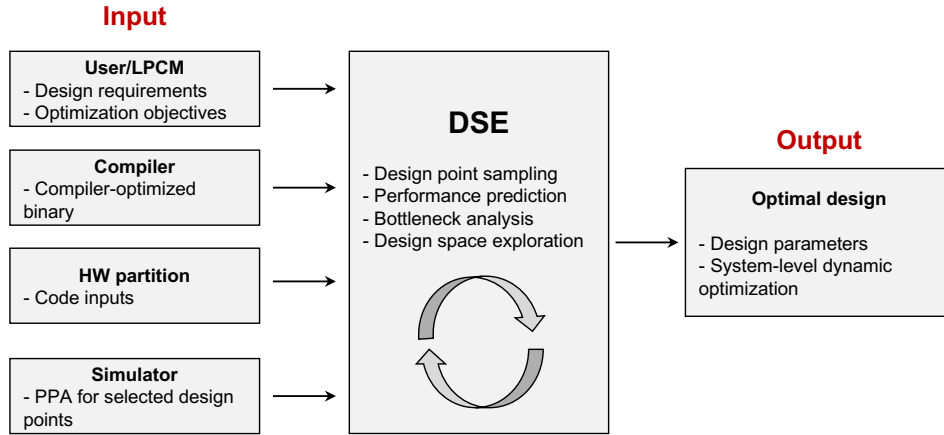 Input
User/LPCM
- Design requirements
- Optimization objectives
Compiler
- Compiler-optimized
binary
HW partition
- Code inputs
Simulator
- PPA for selected design
points
DSE
- Design point sampling
- Performance prediction
- Bottleneck analysis
- Design space exploration
Output
Optimal design
- Design parameters
- System-level dynamic
optimization